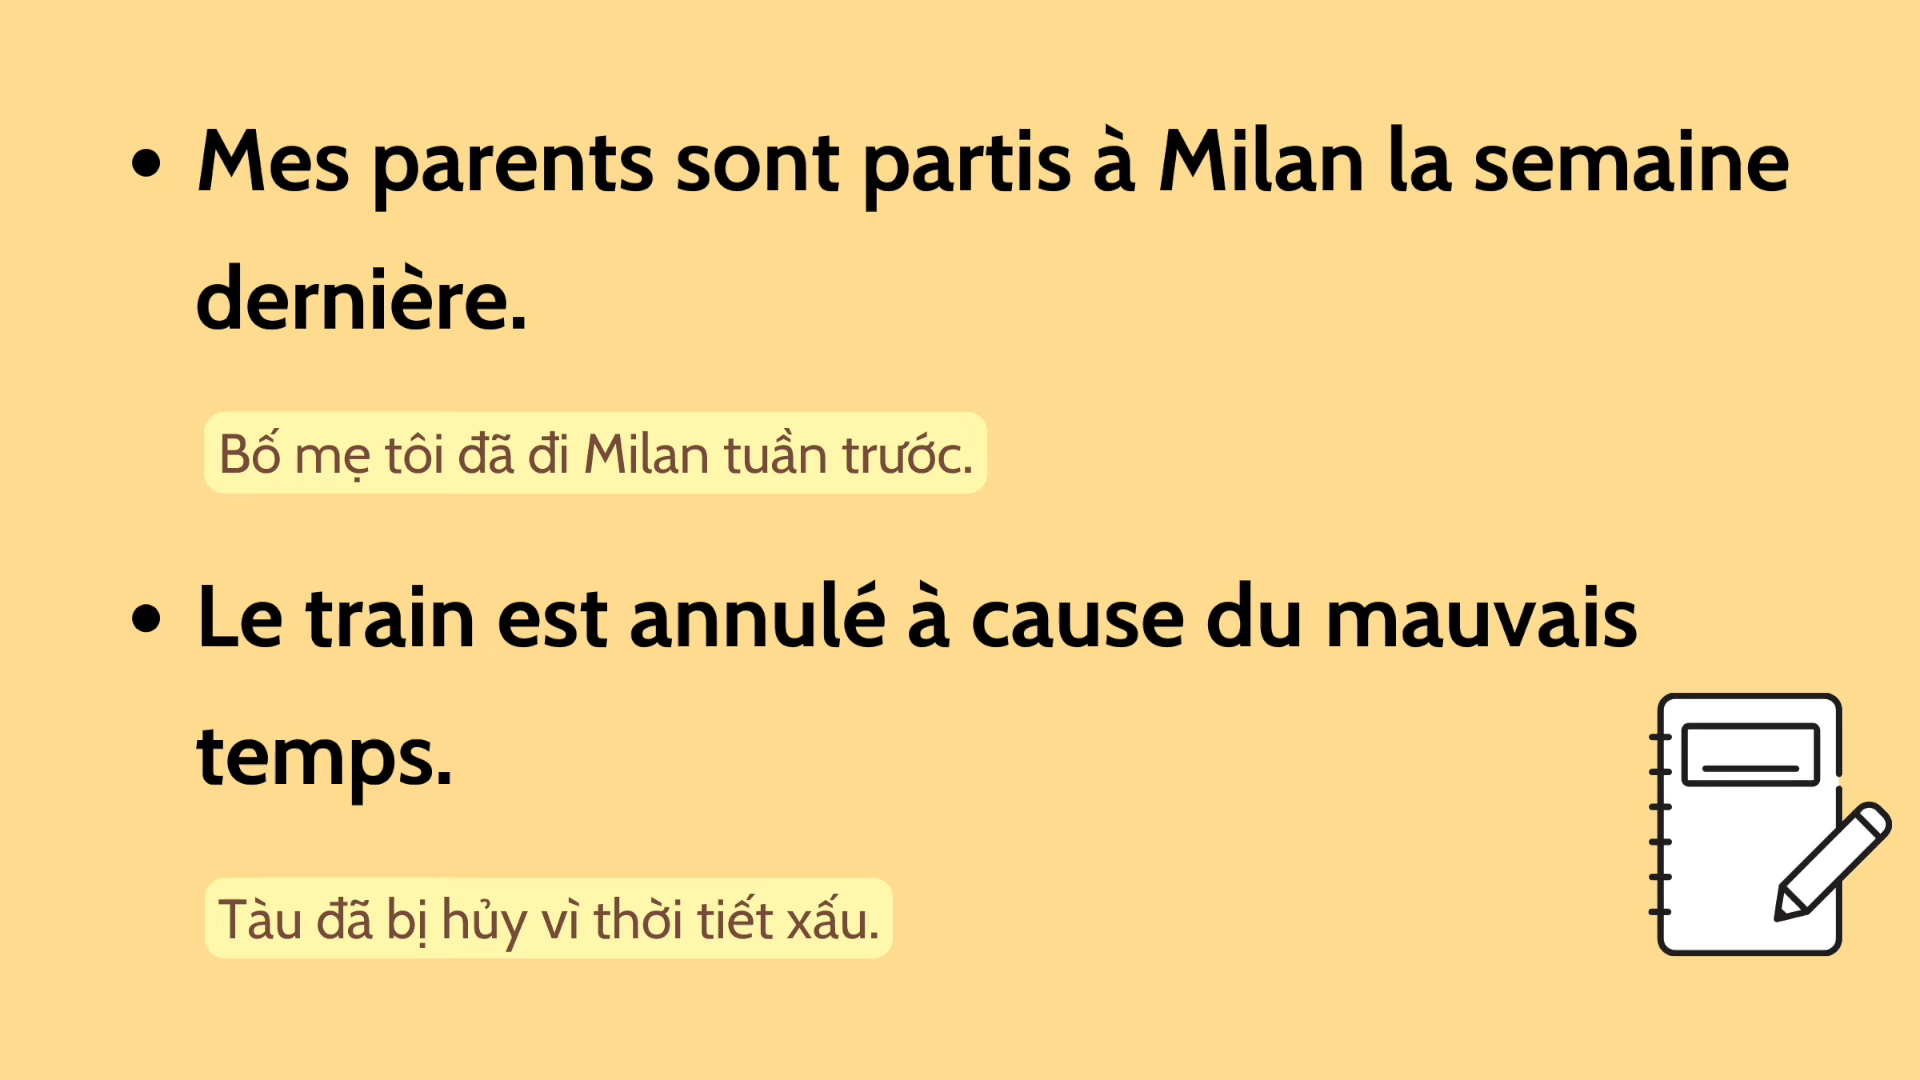 • Mes parents sont partis à Milan la semaine
dernière.
Bố mẹ tôi đã đi Milan tuần trước.
• Le train est annulé à cause du mauvais
temps.
Tàu đã bị hủy vì thời tiết xấu.